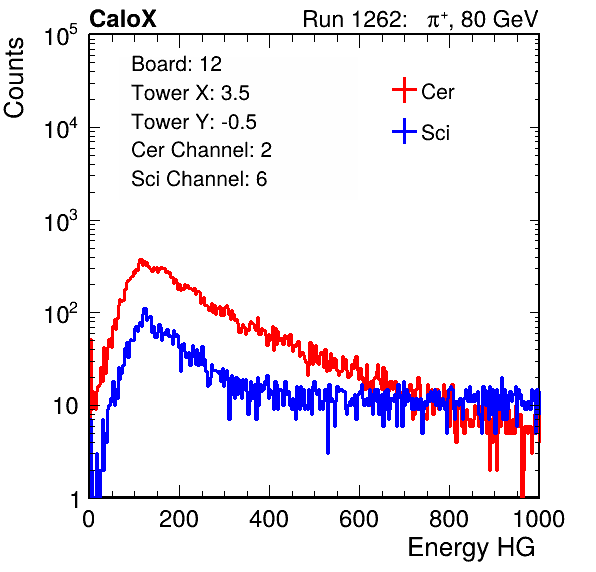 CaloX Run 1262: π⁺, 80 GeV
Counts
10⁵
10⁴
10³
10²
10
1
Board: 12
Tower X: 3.5
Tower Y: -0.5
Cer Channel: 2
Sci Channel: 6
Cer
Sci
0 200 400 600 800 1000
Energy HG